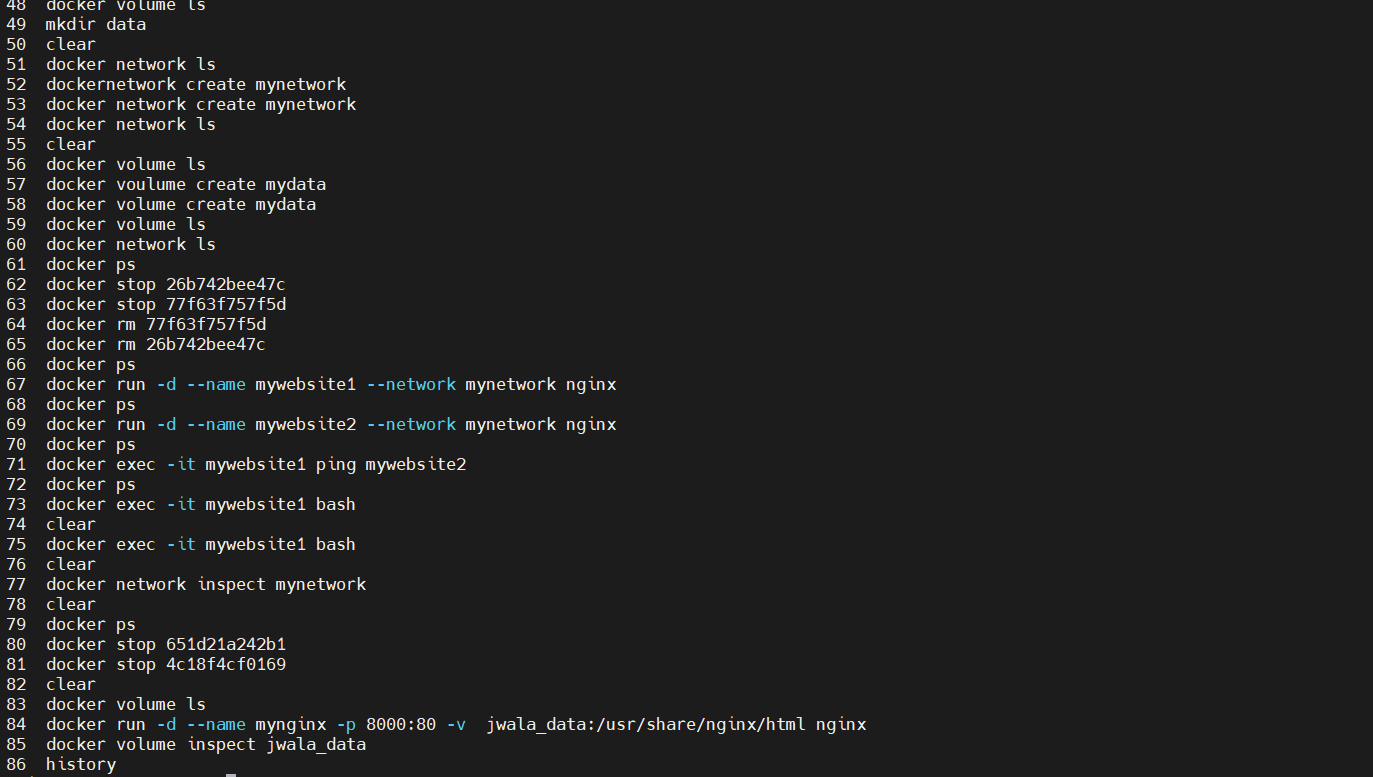 48 docker volume ls
49 mkdir data
50 clear
51 docker network ls
52 dockernetwork create mynetwork
53 docker network create mynetwork
54 docker network ls
55 clear
56 docker volume ls
57 docker voulume create mydata
58 docker volume create mydata
59 docker volume ls
60 docker network ls
61 docker ps
62 docker stop 26b742bee47c
63 docker stop 77f63f757f5d
64 docker rm 77f63f757f5d
65 docker rm 26b742bee47c
66 docker ps
67 docker run -d --name mywebsite1 --network mynetwork nginx
68 docker ps
69 docker run -d --name mywebsite2 --network mynetwork nginx
70 docker ps
71 docker exec -it mywebsite1 ping mywebsite2
72 docker ps
73 docker exec -it mywebsite1 bash
74 clear
75 docker exec -it mywebsite1 bash
76 clear
77 docker network inspect mynetwork
78 clear
79 docker ps
80 docker stop 651d21a242b1
81 docker stop 4c18f4cf0169
82 clear
83 docker volume ls
84 docker run -d --name mynginx -p 8000:80 -v  jwala_data:/usr/share/nginx/html nginx
85 docker volume inspect jwala_data
86 history